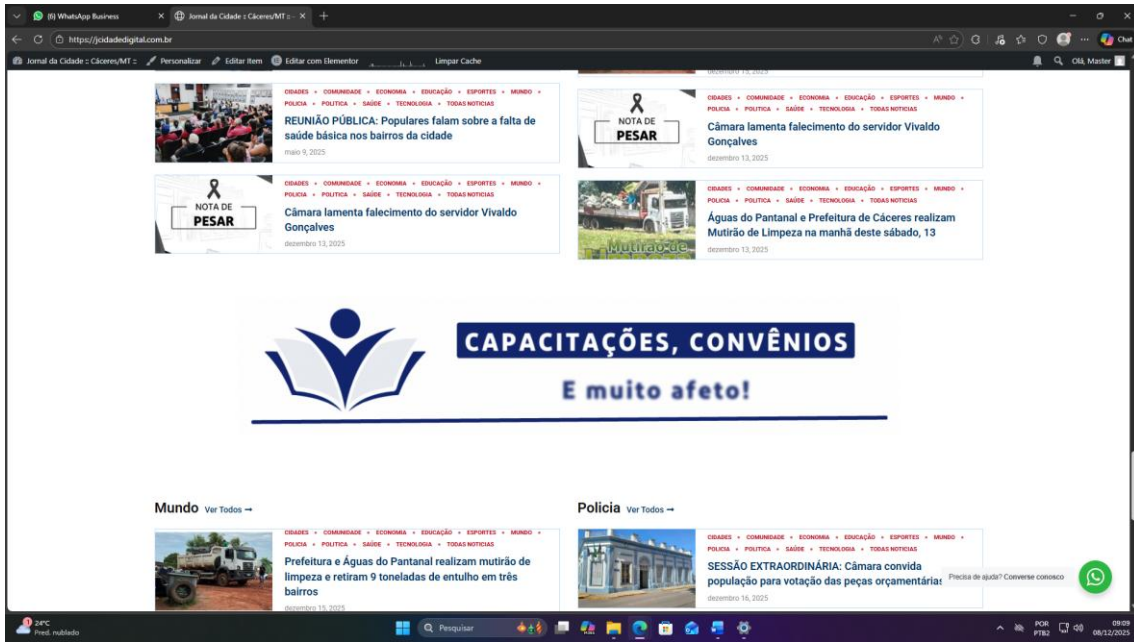 (6) WhatsApp Business
Jornal da Cidade :: Cáceres/MT :: -
https://jcidadedigital.com.br
Chat
Jornal da Cidade :: Cáceres/MT ::
Personalizar
Editar Item
Editar com Elementor
Limpar Cache
Olá, Master
dezembro 13, 2025
CIDADES • COMUNIDADE • ECONOMIA • EDUCAÇÃO • ESPORTES • MUNDO •
POLICIA • POLITICA • SAÚDE • TECNOLOGIA • TODAS NOTICIAS
REUNIÃO PÚBLICA: Populares falam sobre a falta de
saúde básica nos bairros da cidade
maio 9, 2025
NOTA DE
PESAR
CIDADES • COMUNIDADE • ECONOMIA • EDUCAÇÃO • ESPORTES • MUNDO •
POLICIA • POLITICA • SAÚDE • TECNOLOGIA • TODAS NOTICIAS
Câmara lamenta falecimento do servidor Vivaldo
Gonçalves
dezembro 13, 2025
NOTA DE
PESAR
CIDADES • COMUNIDADE • ECONOMIA • EDUCAÇÃO • ESPORTES • MUNDO •
POLICIA • POLITICA • SAÚDE • TECNOLOGIA • TODAS NOTICIAS
Câmara lamenta falecimento do servidor Vivaldo
Gonçalves
dezembro 13, 2025
Mutirão de
CIDADES • COMUNIDADE • ECONOMIA • EDUCAÇÃO • ESPORTES • MUNDO •
POLICIA • POLITICA • SAÚDE • TECNOLOGIA • TODAS NOTICIAS
Águas do Pantanal e Prefeitura de Cáceres realizam
Mutirão de Limpeza na manhã deste sábado, 13
dezembro 13, 2025
CAPACITAÇÕES, CONVÊNIOS
E muito afeto!
Mundo Ver Todos →
Policia Ver Todos →
CIDADES • COMUNIDADE • ECONOMIA • EDUCAÇÃO • ESPORTES • MUNDO •
POLICIA • POLITICA • SAÚDE • TECNOLOGIA • TODAS NOTICIAS
Prefeitura e Águas do Pantanal realizam mutirão de
limpeza e retiram 9 toneladas de entulho em três
bairros
dezembro 15, 2025
CIDADES • COMUNIDADE • ECONOMIA • EDUCAÇÃO • ESPORTES • MUNDO •
POLICIA • POLITICA • SAÚDE • TECNOLOGIA • TODAS NOTICIAS
SESSÃO EXTRAORDINÁRIA: Câmara convida
população para votação das peças orçamentárias
dezembro 16, 2025
Precisa de ajuda? Converse conosco
1
24°C
Pred. nublado
Pesquisar
POR
PTB2
09:09
08/12/2025